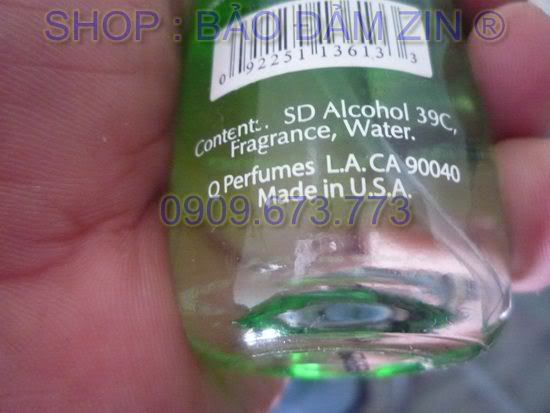 SHOP : BẢO ĐẢM ZIN ®
0 92251 13613 3
Contents: SD Alcohol 39C,
Fragrance, Water.
Q Perfumes L.A. CA 90040
Made in U.S.A.
0909.673.773